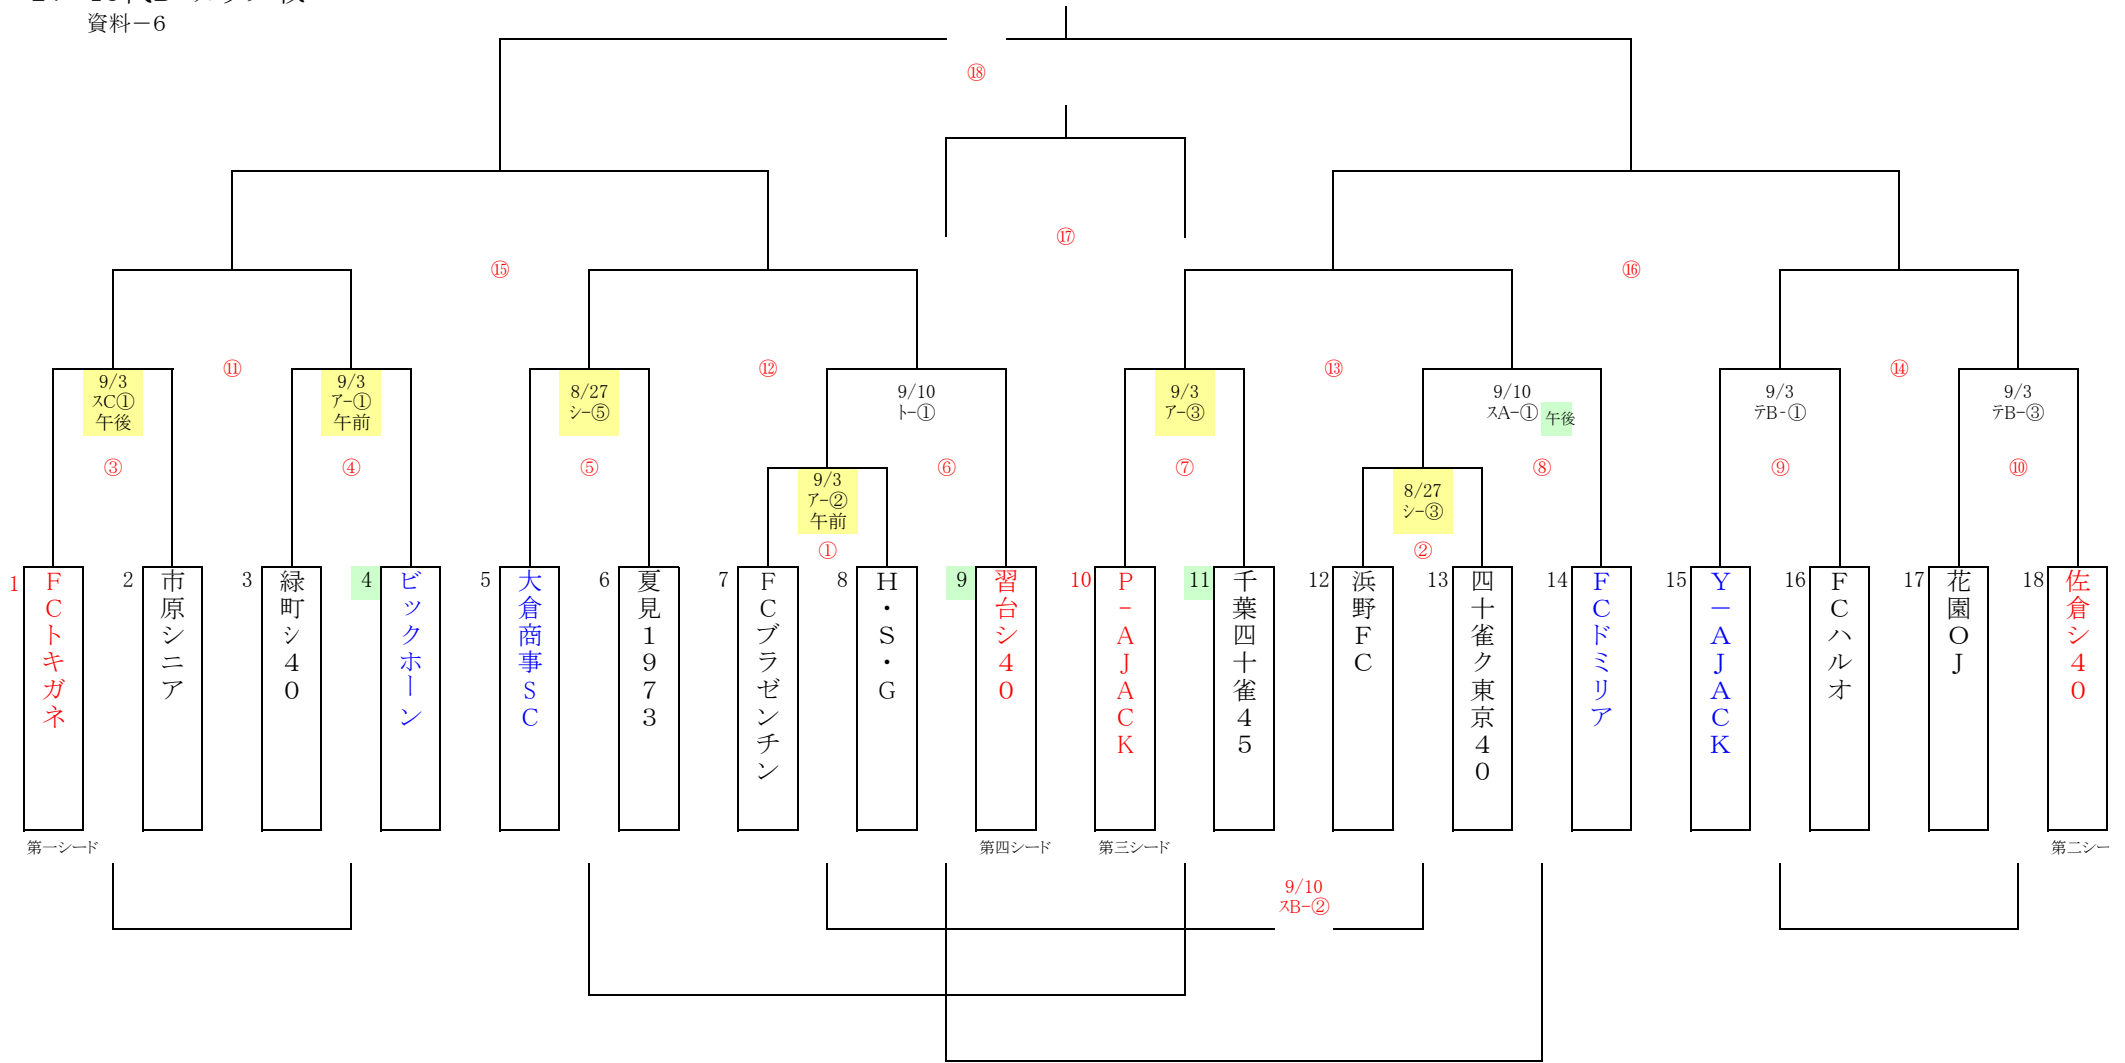 資料－6
⑱
⑰
⑮
⑯
⑪
⑫
⑬
⑭
9/3
スC①
午後
9/3
ア-①
午前
8/27
シ-⑤
9/10
ト-①
9/3
ア-③
9/10
スA-①
午後
9/3
テB-①
9/3
テB-③
③
④
⑤
⑥
⑦
⑧
⑨
⑩
9/3
ア-②
午前
8/27
シ-③
①
②
1
FCトキガネ
2
市原シニア
3
緑町シ40
4
ビックホーン
5
大倉商事SC
6
夏見1973
7
FCブラゼンチン
8
H・S・G
9
習台シ40
10
P-AJACK
11
千葉四十雀45
12
浜野FC
13
四十雀ク東京40
14
FCドミリア
15
Y－AJACK
16
FCハルオ
17
花園OJ
18
佐倉シ40
第一シード
第四シード
第三シード
第二シー
9/10
スB-②